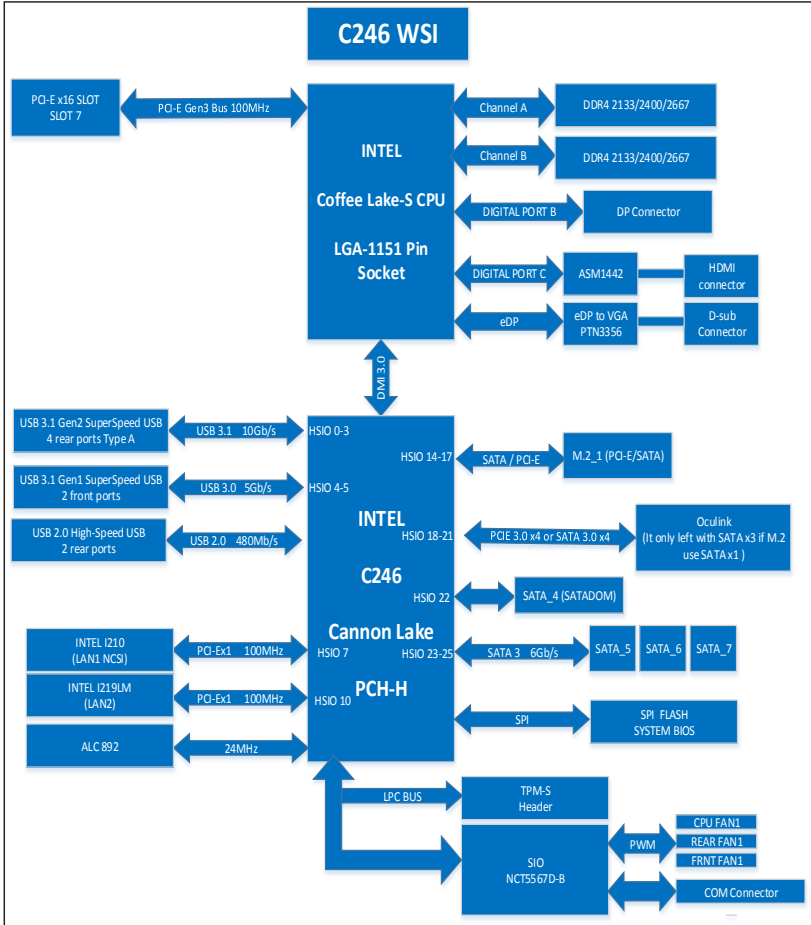 C246 WSI
PCI-E x16 SLOT
SLOT 7
PCI-E Gen3 Bus 100MHz
INTEL
Coffee Lake-S CPU
LGA-1151 Pin
Socket
Channel A
DDR4 2133/2400/2667
Channel B
DDR4 2133/2400/2667
DIGITAL PORT B
DP Connector
DIGITAL PORT C
ASM1442
HDMI
connector
eDP
eDP to VGA
PTN3356
D-sub
Connector
DMI 3.0
USB 3.1 Gen2 SuperSpeed USB
4 rear ports Type A
USB 3.1 10Gb/s
HSIO 0-3
USB 3.1 Gen1 SuperSpeed USB
2 front ports
USB 3.0 5Gb/s
HSIO 4-5
USB 2.0 High-Speed USB
2 rear ports
USB 2.0 480Mb/s
INTEL
C246
Cannon Lake
PCH-H
HSIO 14-17
SATA / PCI-E
M.2_1 (PCI-E/SATA)
HSIO 18-21
PCIE 3.0 x4 or SATA 3.0 x4
Oculink
(It only left with SATA x3 if M.2
use SATA x1 )
HSIO 22
SATA_4 (SATADOM)
HSIO 23-25
SATA 3 6Gb/s
SATA_5
SATA_6
SATA_7
INTEL I210
(LAN1 NCSI)
PCI-Ex1 100MHz
HSIO 7
INTEL I219LM
(LAN2)
PCI-Ex1 100MHz
HSIO 10
ALC 892
24MHz
SPI
SPI FLASH
SYSTEM BIOS
LPC BUS
TPM-S
Header
SIO
NCT5567D-B
PWM
CPU FAN1
REAR FAN1
FRNT FAN1
COM Connector